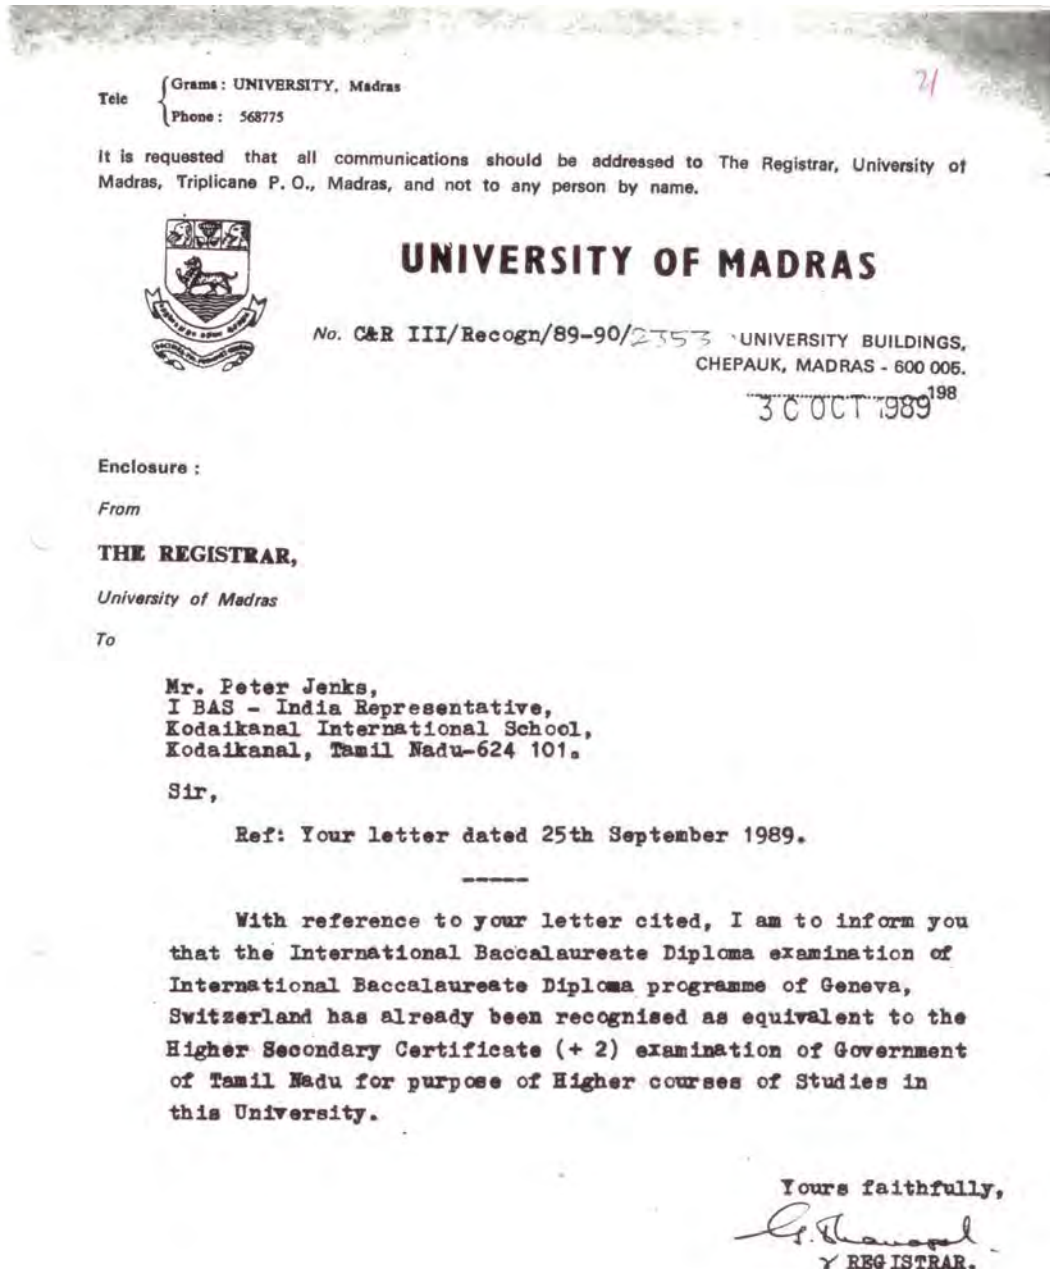 21
Tele
Grams : UNIVERSITY, Madras
Phone : 568775
It is requested that all communications should be addressed to The Registrar, University of
Madras, Triplicane P. O., Madras, and not to any person by name.
UNIVERSITY OF MADRAS
No. C&R III/Recogn/89-90/2353
UNIVERSITY BUILDINGS,
CHEPAUK, MADRAS - 600 005.
198
30 OCT 1989
Enclosure :
From
THE REGISTRAR,
University of Madras
To
Mr. Peter Jenks,
I BAS - India Representative,
Kodaikanal International School,
Kodaikanal, Tamil Nadu-624 101.
Sir,
Ref: Your letter dated 25th September 1989.
-----
With reference to your letter cited, I am to inform you
that the International Baccalaureate Diploma examination of
International Baccalaureate Diploma programme of Geneva,
Switzerland has already been recognised as equivalent to the
Higher Secondary Certificate (+ 2) examination of Government
of Tamil Nadu for purpose of Higher courses of Studies in
this University.
Yours faithfully,
REGISTRAR.